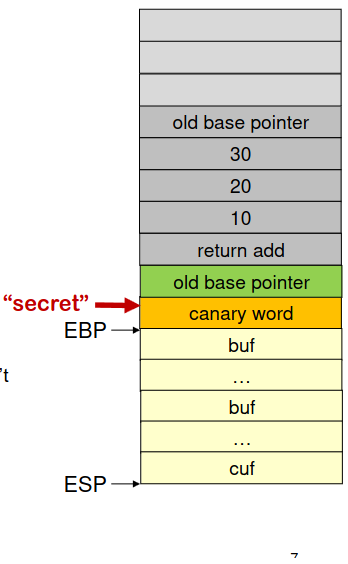 old base pointer
30
20
10
return add
old base pointer
“secret”
canary word
EBP
buf
't
...
buf
...
ESP
cuf